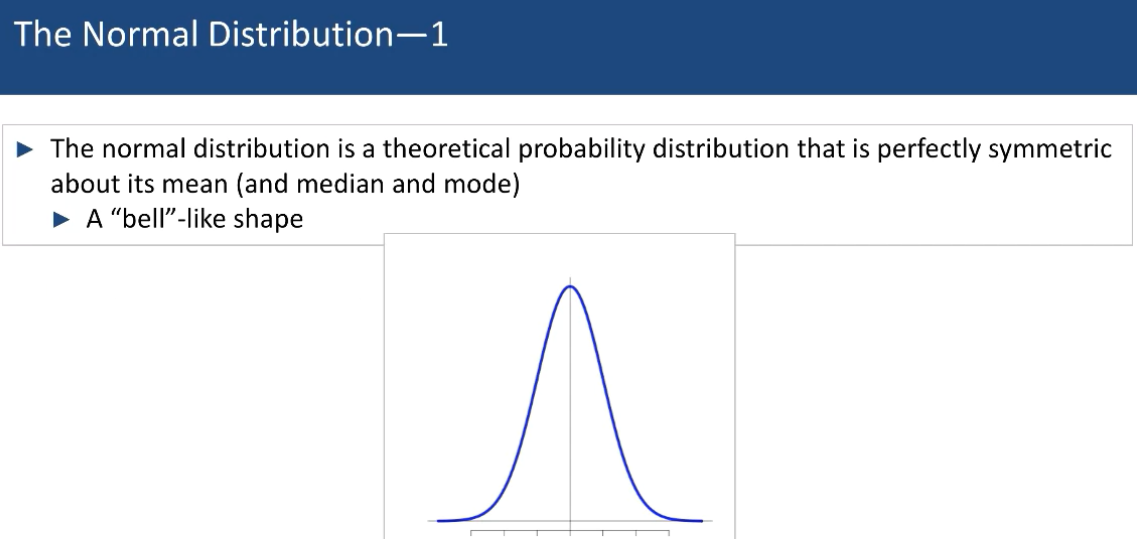 The Normal Distribution—1
► The normal distribution is a theoretical probability distribution that is perfectly symmetric
about its mean (and median and mode)
► A “bell”-like shape